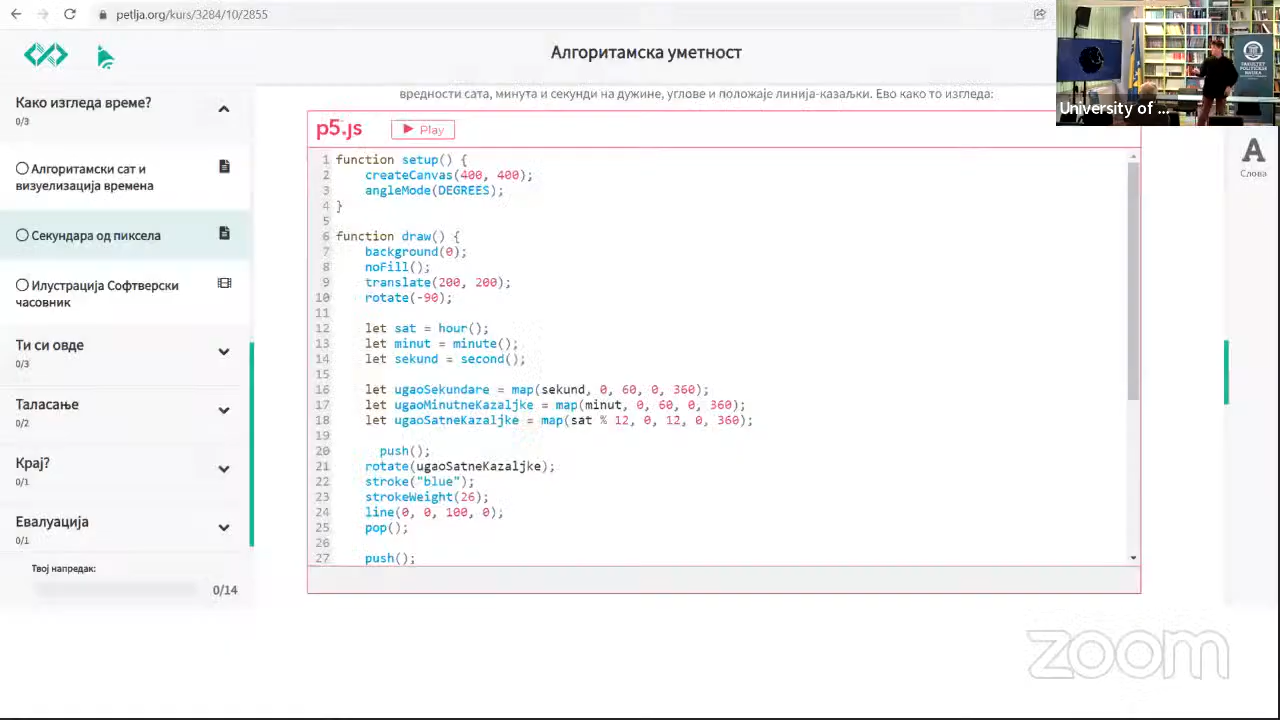 petlja.org/kurs/3284/10/2855
Алгоритамска уметност
University of ...
FAKULTET
POLITIČKIH
NAUKA
Како изгледа време?
0/3
Алгоритамски сат и
визуелизација времена
Секундара од пиксела
Илустрација Софтверски
часовник
Ти си овде
0/3
Таласање
0/2
Крај?
0/1
Евалуација
0/1
Твој напредак:
0/14
сата, минута и секунди на дужине, углове и положаје линија казаљки. Ево како то изгледа:
p5.js
Play
1 function setup() {
2 createCanvas(400, 400);
3 angleMode(DEGREES);
4 }
5
6 function draw() {
7 background(0);
8 noFill();
9 translate(200, 200);
10 rotate(-90);
11
12 let sat = hour();
13 let minut = minute();
14 let sekund = second();
15
16 let ugaoSekundare = map(sekund, 0, 60, 0, 360);
17 let ugaoMinutneKazaljke = map(minut, 0, 60, 0, 360);
18 let ugaoSatneKazaljke = map(sat % 12, 0, 12, 0, 360);
19
20 push();
21 rotate(ugaoSatneKazaljke);
22 stroke("blue");
23 strokeWeight(26);
24 line(0, 0, 100, 0);
25 pop();
26
27 push();
A
Слова
zoom